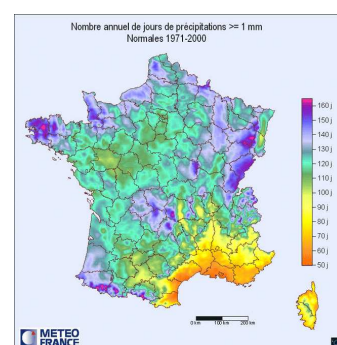 Nombre annuel de jours de précipitations >= 1 mm
Normales 1971-2000
160 j
150 j
140 j
130 j
120 j
110 j
100 j
90 j
80 j
70 j
60 j
50 j
0 km 100 km 200 km
METEO
FRANCE